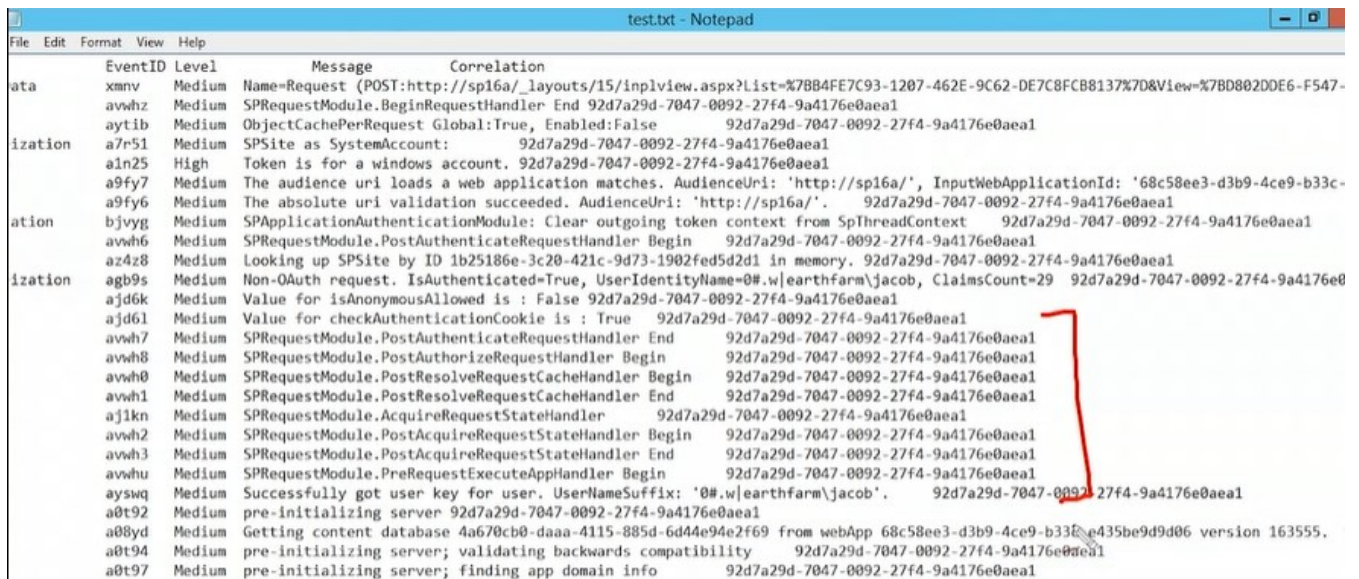 test.txt - Notepad
File Edit Format View Help
EventID Level Message Correlation
ata xmnv Medium Name=Request (POST:http://sp16a/_layouts/15/inplview.aspx?List=%7BB4FE7C93-1207-462E-9C62-DE7C8FCB8137%7D&View=%7BD802DDE6-F547-
avwhz Medium SPRequestModule.BeginRequestHandler End 92d7a29d-7047-0092-27f4-9a4176e0aea1
aytib Medium ObjectCachePerRequest Global:True, Enabled:False 92d7a29d-7047-0092-27f4-9a4176e0aea1
ization a7r51 Medium SPSite as SystemAccount: 92d7a29d-7047-0092-27f4-9a4176e0aea1
a1n25 High Token is for a windows account. 92d7a29d-7047-0092-27f4-9a4176e0aea1
a9fy7 Medium The audience uri loads a web application matches. AudienceUri: 'http://sp16a/', InputWebApplicationId: '68c58ee3-d3b9-4ce9-b33c-
a9fy6 Medium The absolute uri validation succeeded. AudienceUri: 'http://sp16a/'. 92d7a29d-7047-0092-27f4-9a4176e0aea1
ation bjvyg Medium SPApplicationAuthenticationModule: Clear outgoing token context from SpThreadContext 92d7a29d-7047-0092-27f4-9a4176e0aea1
avwh6 Medium SPRequestModule.PostAuthenticateRequestHandler Begin 92d7a29d-7047-0092-27f4-9a4176e0aea1
az4z8 Medium Looking up SPSite by ID 1b25186e-3c20-421c-9d73-1902fed5d2d1 in memory. 92d7a29d-7047-0092-27f4-9a4176e0aea1
ization agb9s Medium Non-OAuth request. IsAuthenticated=True, UserIdentityName=0#.w|earthfarm\jacob, ClaimsCount=29 92d7a29d-7047-0092-27f4-9a4176e0
ajd6k Medium Value for isAnonymousAllowed is : False 92d7a29d-7047-0092-27f4-9a4176e0aea1
ajd6l Medium Value for checkAuthenticationCookie is : True 92d7a29d-7047-0092-27f4-9a4176e0aea1
avwh7 Medium SPRequestModule.PostAuthenticateRequestHandler End 92d7a29d-7047-0092-27f4-9a4176e0aea1
avwh8 Medium SPRequestModule.PostAuthorizeRequestHandler Begin 92d7a29d-7047-0092-27f4-9a4176e0aea1
avwh0 Medium SPRequestModule.PostResolveRequestCacheHandler Begin 92d7a29d-7047-0092-27f4-9a4176e0aea1
avwh1 Medium SPRequestModule.PostResolveRequestCacheHandler End 92d7a29d-7047-0092-27f4-9a4176e0aea1
aj1kn Medium SPRequestModule.AcquireRequestStateHandler 92d7a29d-7047-0092-27f4-9a4176e0aea1
avwh2 Medium SPRequestModule.PostAcquireRequestStateHandler Begin 92d7a29d-7047-0092-27f4-9a4176e0aea1
avwh3 Medium SPRequestModule.PostAcquireRequestStateHandler End 92d7a29d-7047-0092-27f4-9a4176e0aea1
avwhu Medium SPRequestModule.PreRequestExecuteAppHandler Begin 92d7a29d-7047-0092-27f4-9a4176e0aea1
ayswq Medium Successfully got user key for user. UserNameSuffix: '0#.w|earthfarm\jacob'. 92d7a29d-7047-0092-27f4-9a4176e0aea1
a0t92 Medium pre-initializing server 92d7a29d-7047-0092-27f4-9a4176e0aea1
a08yd Medium Getting content database 4a670cb0-daaa-4115-885d-6d44e94e2f69 from webApp version 163555.
a0t94 Medium pre-initializing server; validating backwards compatibility 92d7a29d-7047-0092-27f4-9a4176e0aea1
a0t97 Medium pre-initializing server; finding app domain info 92d7a29d-7047-0092-27f4-9a4176e0aea1